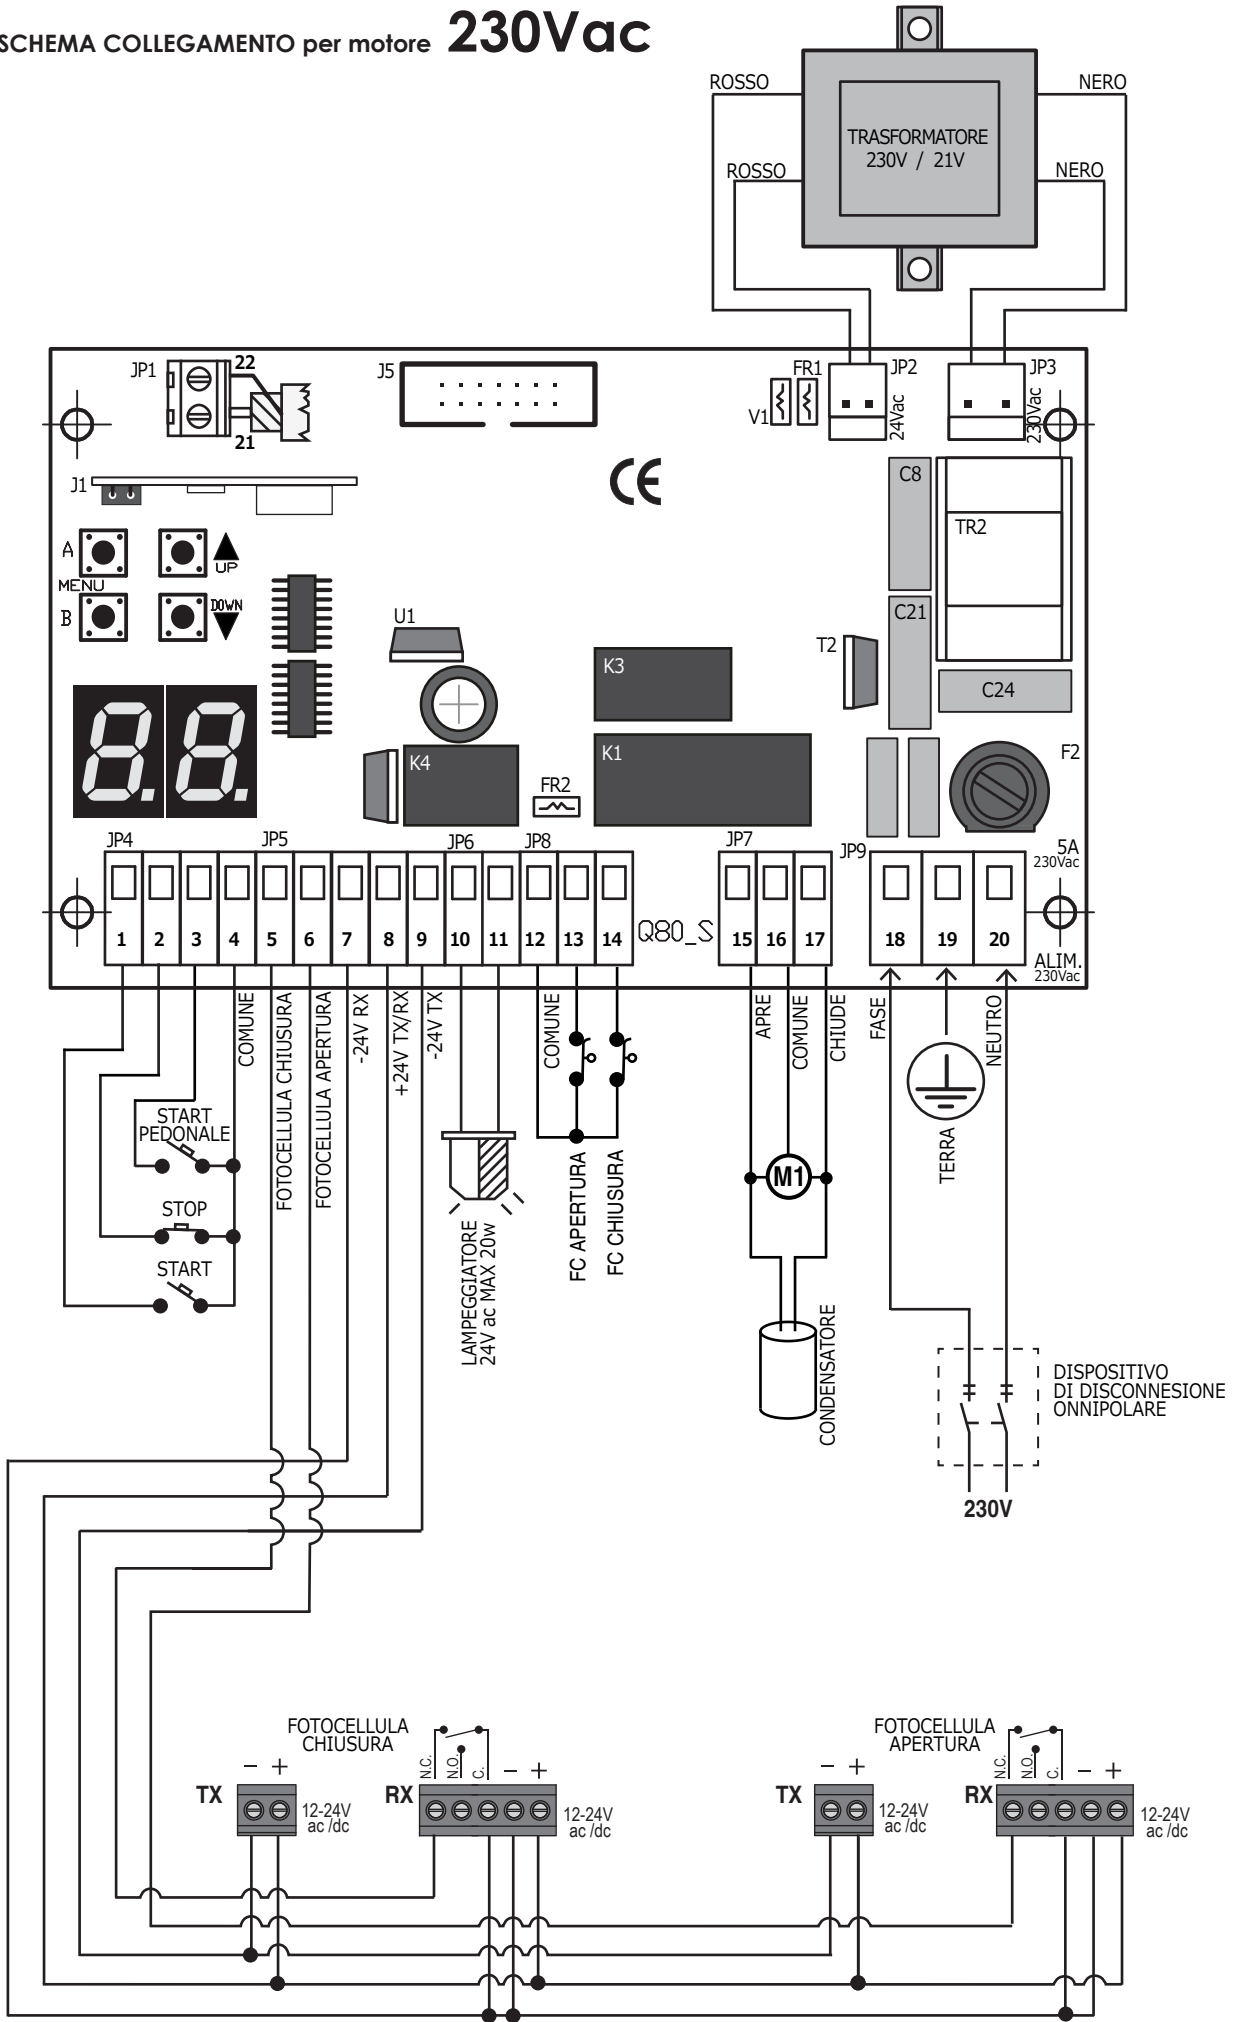 SCHEMA COLLEGAMENTO per motore 230Vac
ROSSO
NERO
TRASFORMATORE
230V / 21V
ROSSO
NERO
JP1
22
21
J5
FR1
V1
JP2
24Vac
JP3
230Vac
J1
CE
C8
TR2
A
UP
MENU
B
DOWN
U1
C21
T2
K3
C24
K4
K1
F2
FR2
JP4
JP5
JP6
JP8
JP7
JP9
5A
230Vac
1 2 3 4 5 6 7 8 9 10 11 12 13 14
Q80_S
15 16 17
18 19 20
ALIM.
230Vac
COMUNE
FOTOCELLULA CHIUSURA
FOTOCELLULA APERTURA
-24V RX
+24V TX/RX
-24V TX
COMUNE
APRE
COMUNE
CHIUDE
FASE
NEUTRO
START
PEDONALE
STOP
START
LAMPEGGIATORE
24V ac MAX 20w
FC APERTURA
FC CHIUSURA
M1
TERRA
CONDENSATORE
DISPOSITIVO
DI DISCONNESIONE
ONNIPOLARE
230V
FOTOCELLULA
CHIUSURA
TX
− +
12-24V
ac /dc
RX
N.C.
N.O.
C.
− +
12-24V
ac /dc
FOTOCELLULA
APERTURA
TX
− +
12-24V
ac /dc
RX
N.C.
N.O.
C.
− +
12-24V
ac /dc